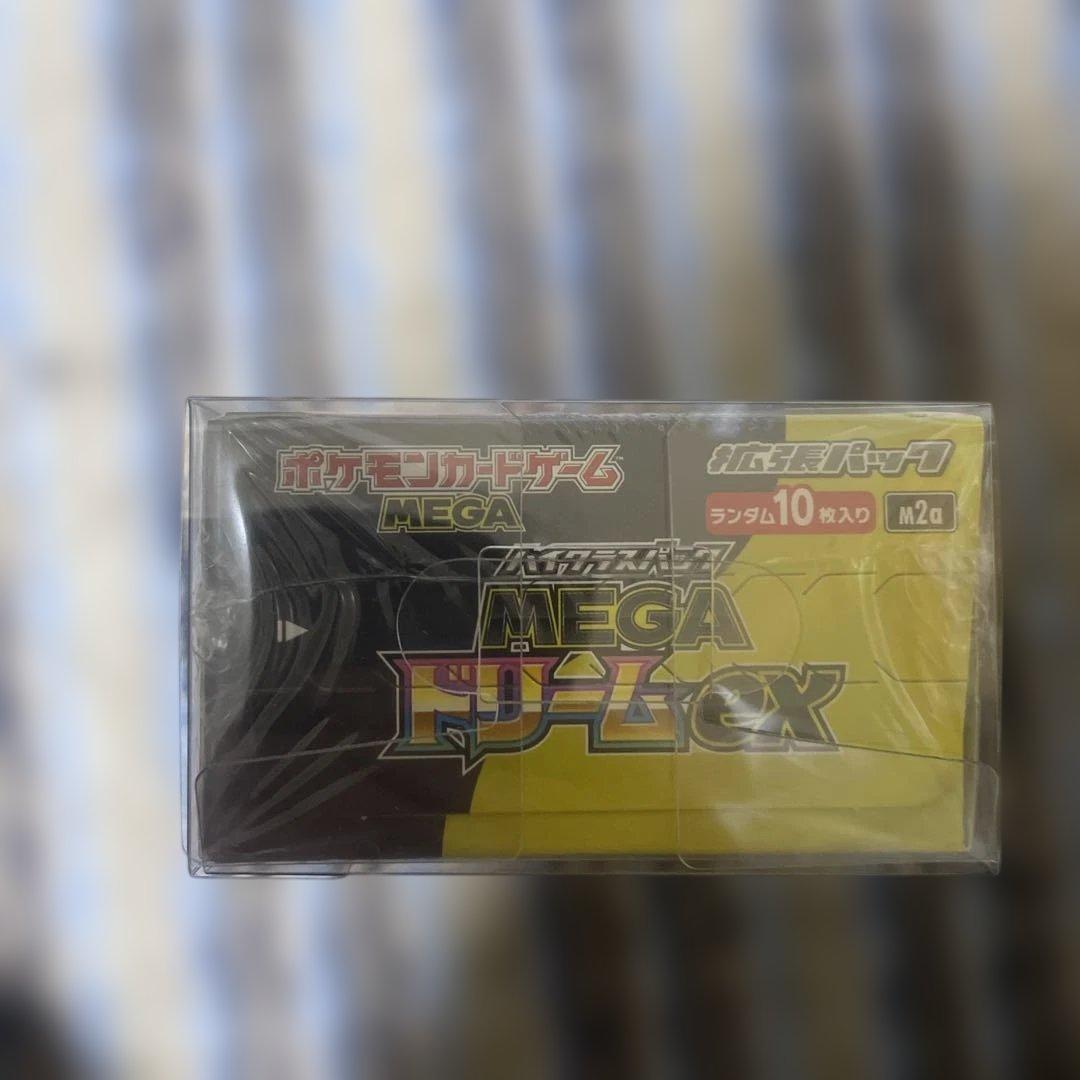 ポケモンカードゲーム
MEGA
拡張パック
ランダム10枚入り
M2a
ハイクラスパック
MEGA
ドリームex